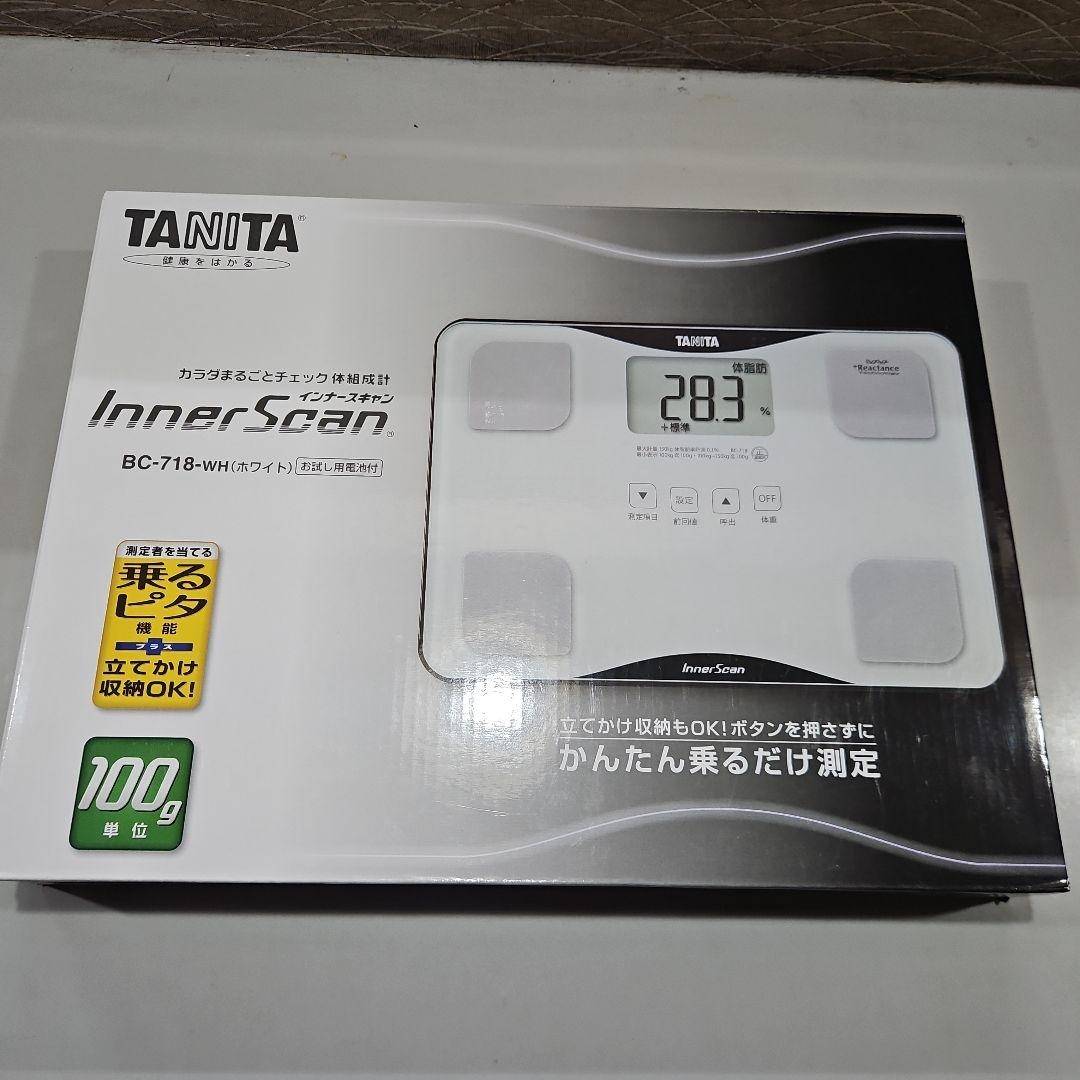 TANITA®
健康をはかる
カラダまるごとチェック 体組成計
インナースキャン
InnerScan®
BC-718-WH(ホワイト) お試し用電池付
測定者を当てる
乗る
ピタ
機能
プラス
立てかけ
収納OK!
100g
単位
TANITA
体脂肪
28.3 %
+標準
Reactance
BC-718
▼ 設定 ▲ OFF
測定項目 前回値 呼出 体重
InnerScan
立てかけ収納もOK!ボタンを押さずに
かんたん乗るだけ測定